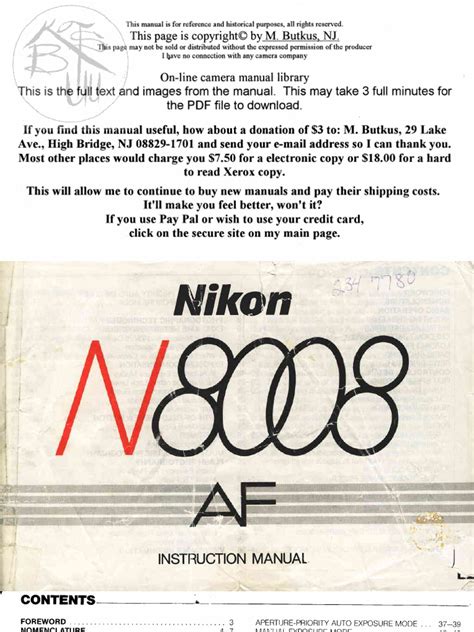 This manual is for reference and historical purposes, all rights reserved.
This page is copyright© by M. Butkus, NJ.
This page may not be sold or distributed without the expressed permission of the producer
I have no connection with any camera company
On-line camera manual library
This is the full text and images from the manual. This may take 3 full minutes for
the PDF file to download.
If you find this manual useful, how about a donation of $3 to: M. Butkus, 29 Lake
Ave., High Bridge, NJ 08829-1701 and send your e-mail address so I can thank you.
Most other places would charge you $7.50 for a electronic copy or $18.00 for a hard
to read Xerox copy.
This will allow me to continue to buy new manuals and pay their shipping costs.
It'll make you feel better, won't it?
If you use Pay Pal or wish to use your credit card,
click on the secure site on my main page.
234 7780
Nikon
N8008
AF
INSTRUCTION MANUAL
CONTENTS
FOREWORD 3
NOMENCLATURE 4-7
APERTURE-PRIORITY AUTO EXPOSURE MODE 37-39
MANUAL EXPOSURE MODE